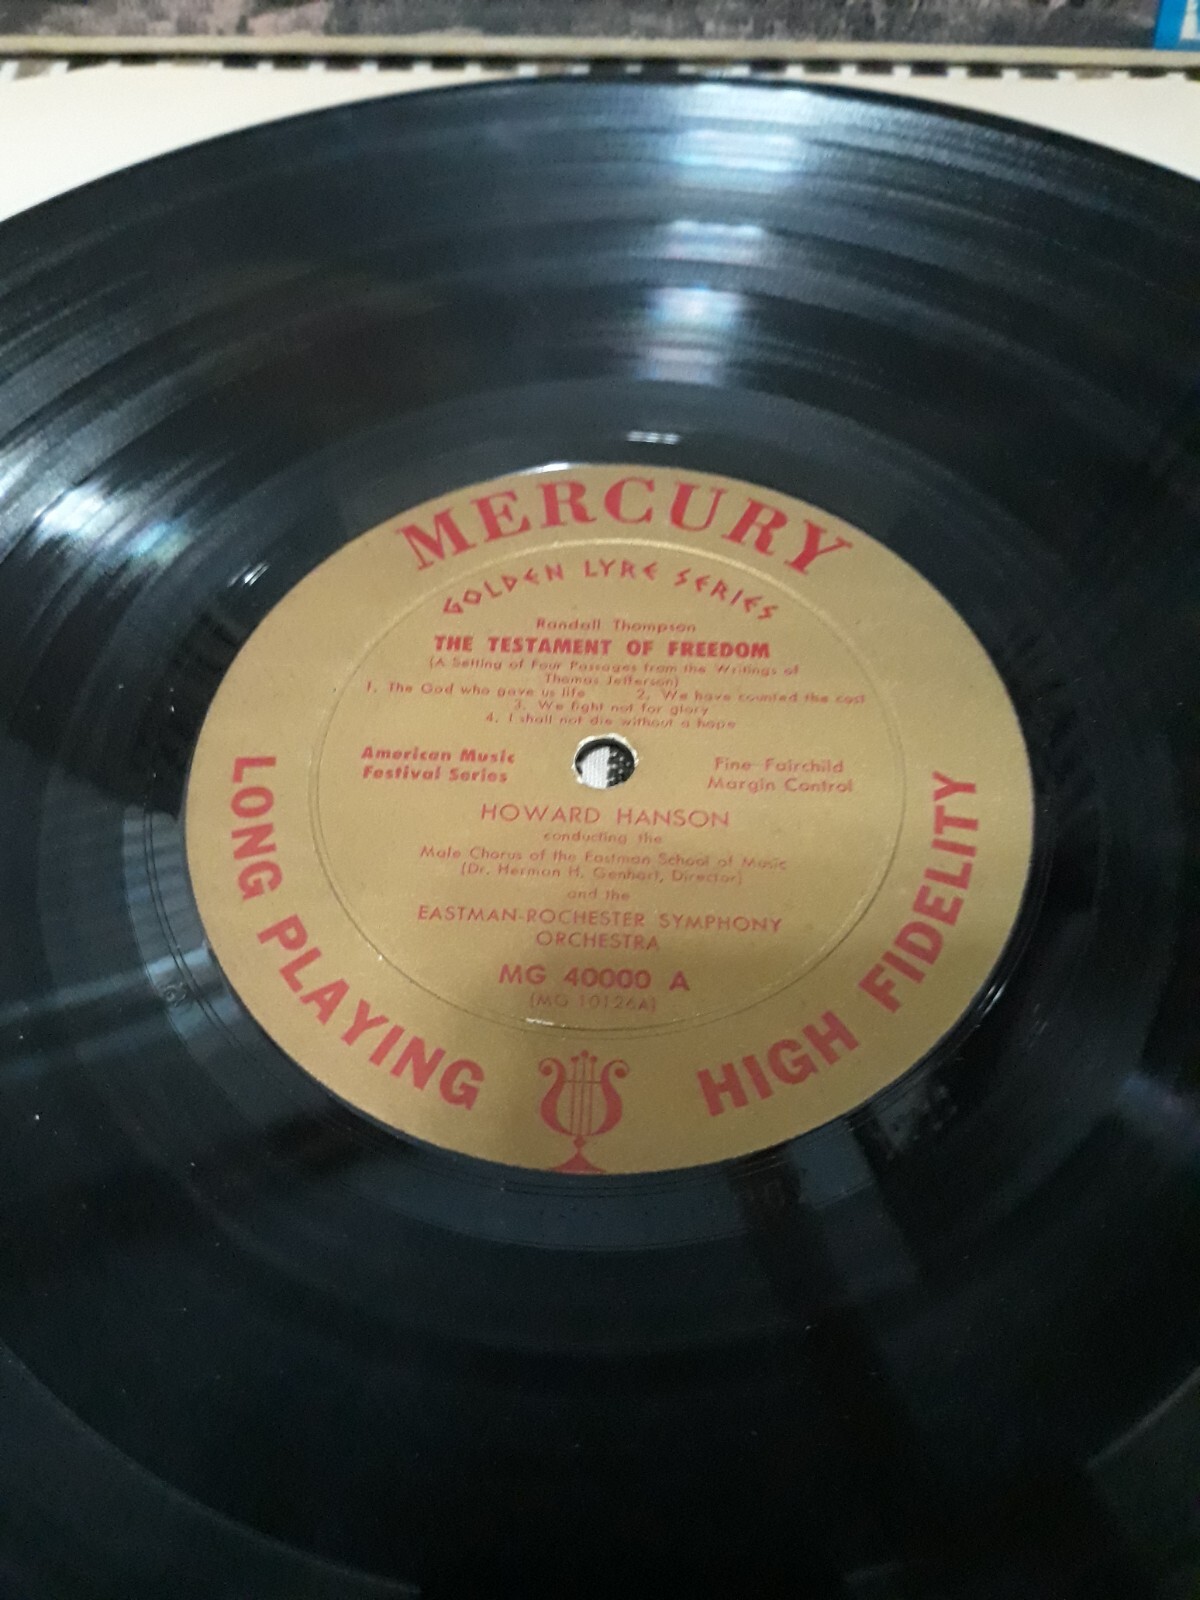 MERCURY
GOLDEN LYRE SERIES
Randall Thompson
THE TESTAMENT OF FREEDOM
(A Setting of Four Passages from the Writings of
Thomas Jefferson)
1. The God who gave us life 2. We have counted the cost
3. We fight not for glory
4. I shall not die without a hope
American Music
Festival Series
Fine-Fairchild
Margin Control
HOWARD HANSON
conducting the
Male Chorus of the Eastman School of Music
(Dr. Herman H. Genhart, Director)
and the
EASTMAN-ROCHESTER SYMPHONY
ORCHESTRA
MG 40000 A
(MG 10126A)
LONG PLAYING
HIGH FIDELITY